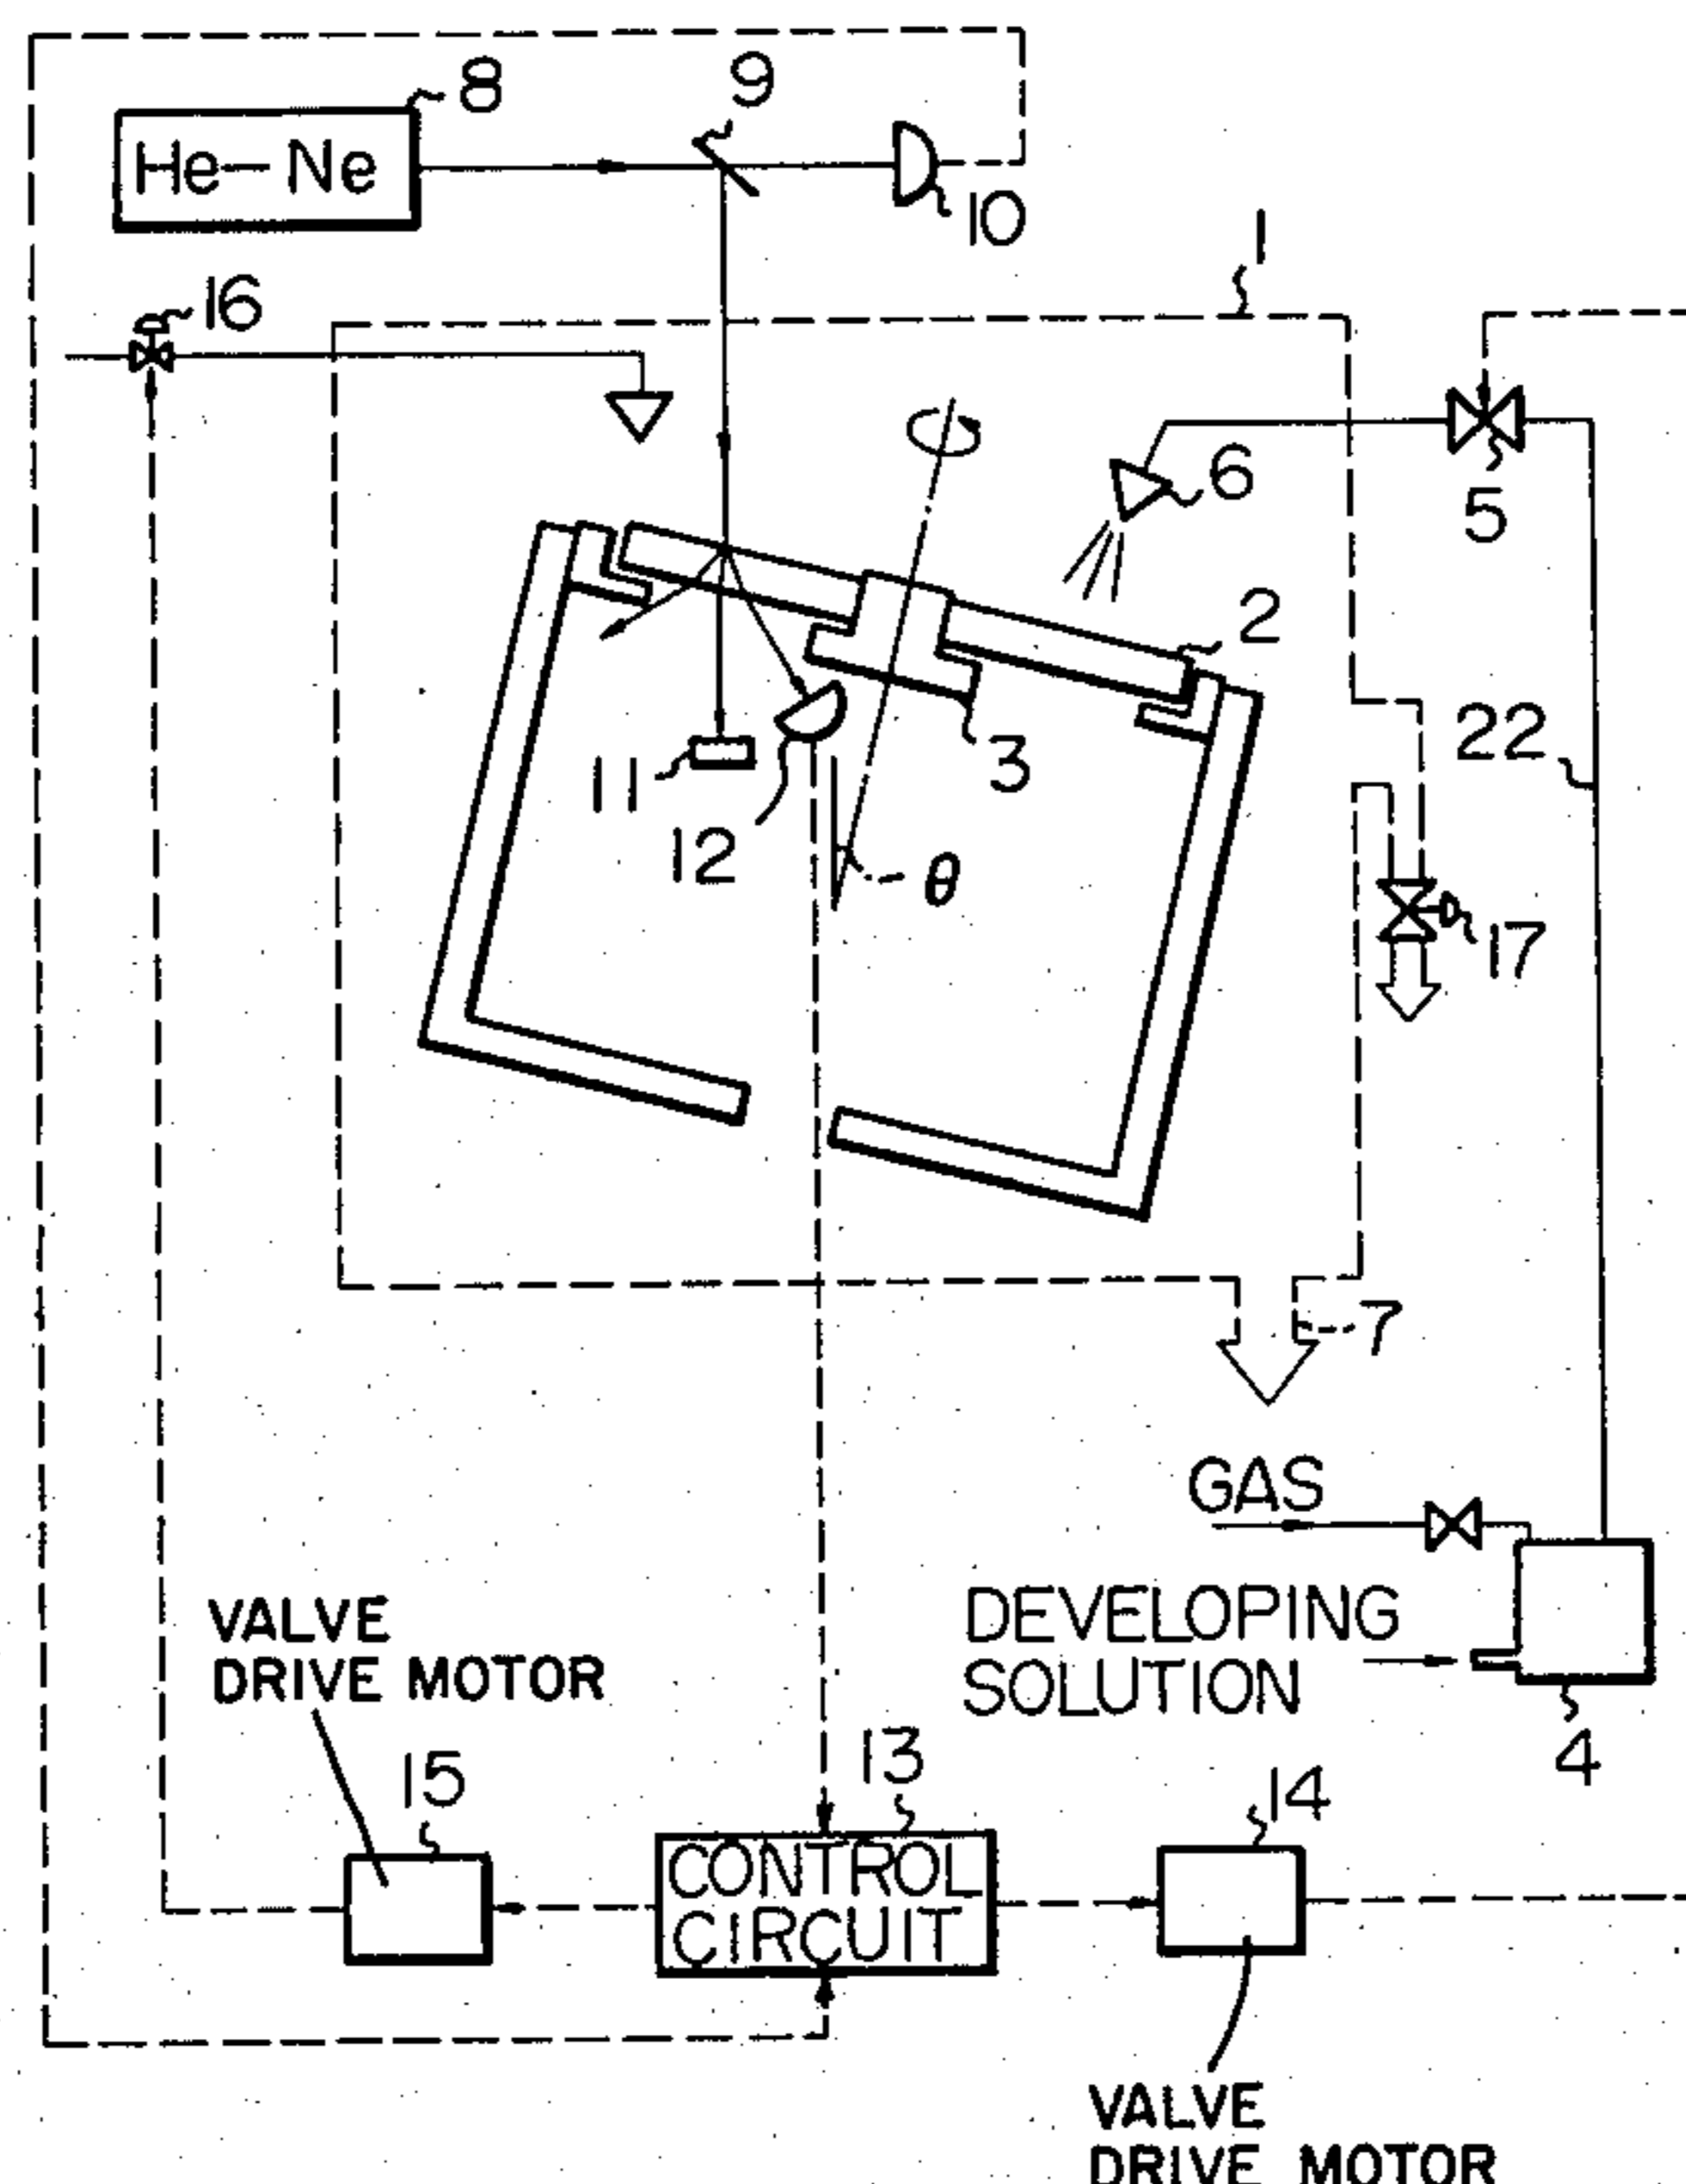 8
9
He-Ne
10
1
16
6
5
2
22
3
11
12
θ
17
7
GAS
DEVELOPING
SOLUTION
VALVE
DRIVE MOTOR
4
13
15
14
CONTROL
CIRCUIT
VALVE
DRIVE MOTOR